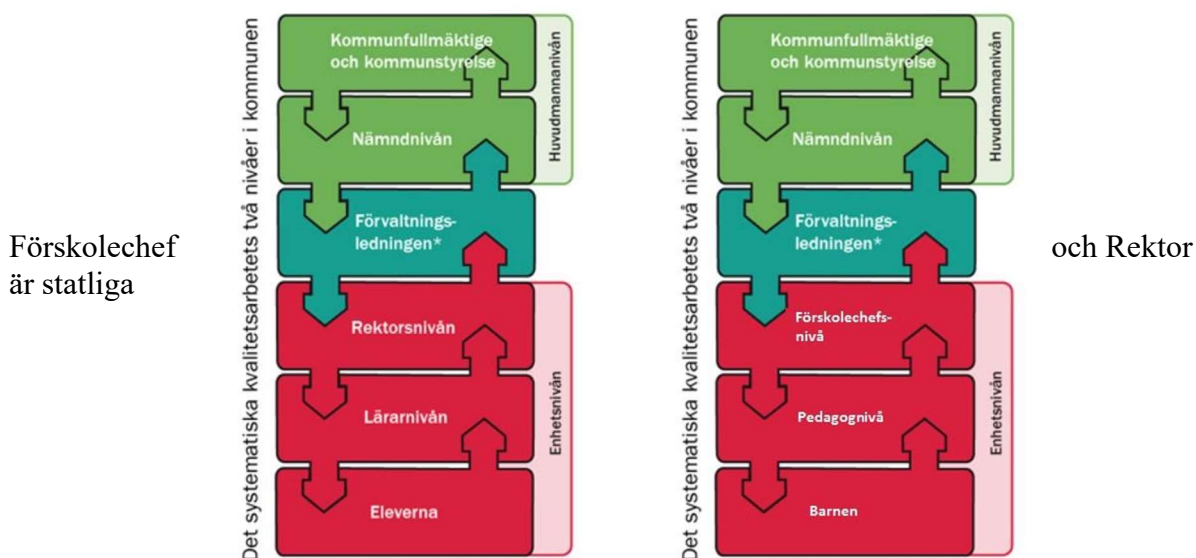 Förskolechef
är statliga
Det systematiska kvalitetsarbetets två nivåer i kommunen
Kommunfullmäktige
och kommunstyrelse
Nämndnivån
Förvaltnings-
ledningen*
Rektorsnivån
Lärarnivån
Eleverna
Huvudmannanivån
Enhetsnivån
Det systematiska kvalitetsarbetets två nivåer i kommunen
Kommunfullmäktige
och kommunstyrelse
Nämndnivån
Förvaltnings-
ledningen*
Förskolechefs-
nivå
Pedagognivå
Barnen
Huvudmannanivån
Enhetsnivån
och Rektor